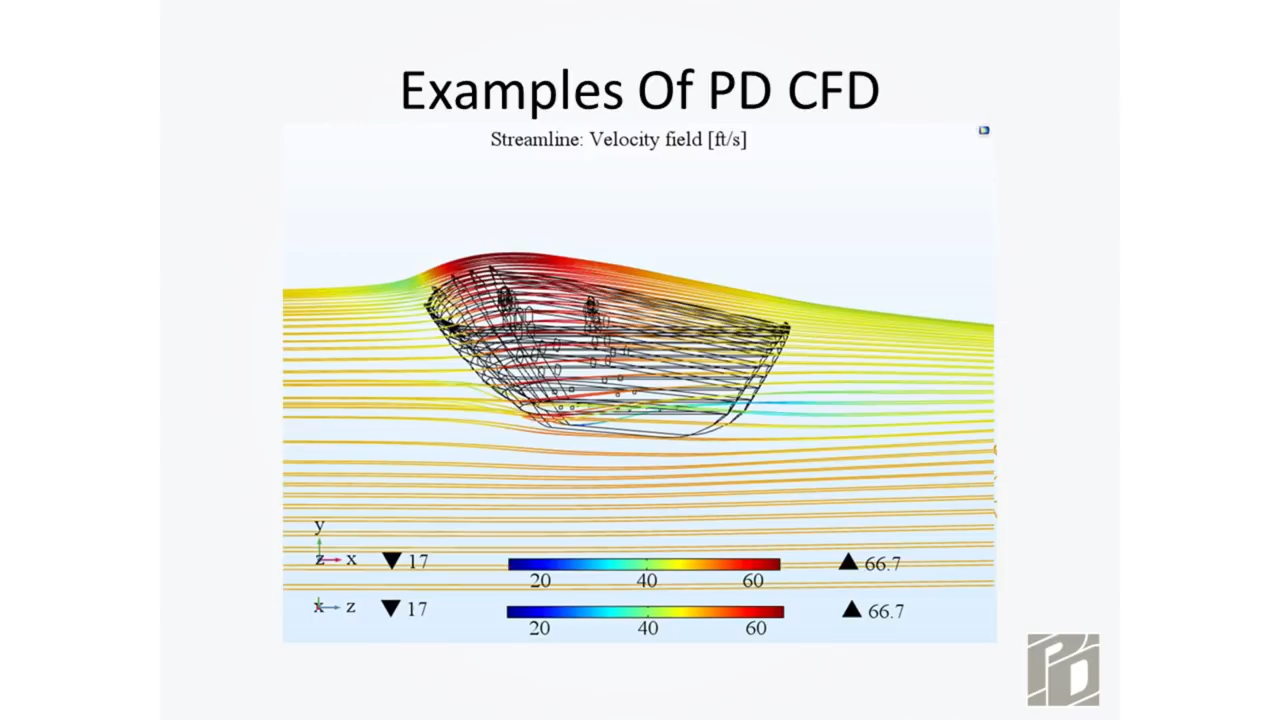 Examples Of PD CFD
Streamline: Velocity field [ft/s]
y
z x ▼ 17 20 40 60 ▲ 66.7
x z ▼ 17 20 40 60 ▲ 66.7
PD